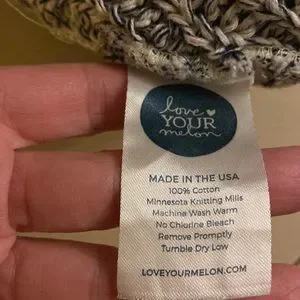 love
YOUR
melon
MADE IN THE USA
100% Cotton
Minnesota Knitting Mills
Machine Wash Warm
No Chlorine Bleach
Remove Promptly
Tumble Dry Low
LOVEYOURMELON.COM